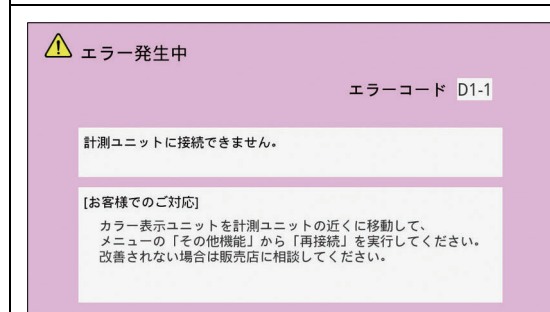 エラー発生中
エラーコード D1-1
計測ユニットに接続できません。
[お客様でのご対応]
カラー表示ユニットを計測ユニットの近くに移動して、
メニューの「その他機能」から「再接続」を実行してください。
改善されない場合は販売店に相談してください。